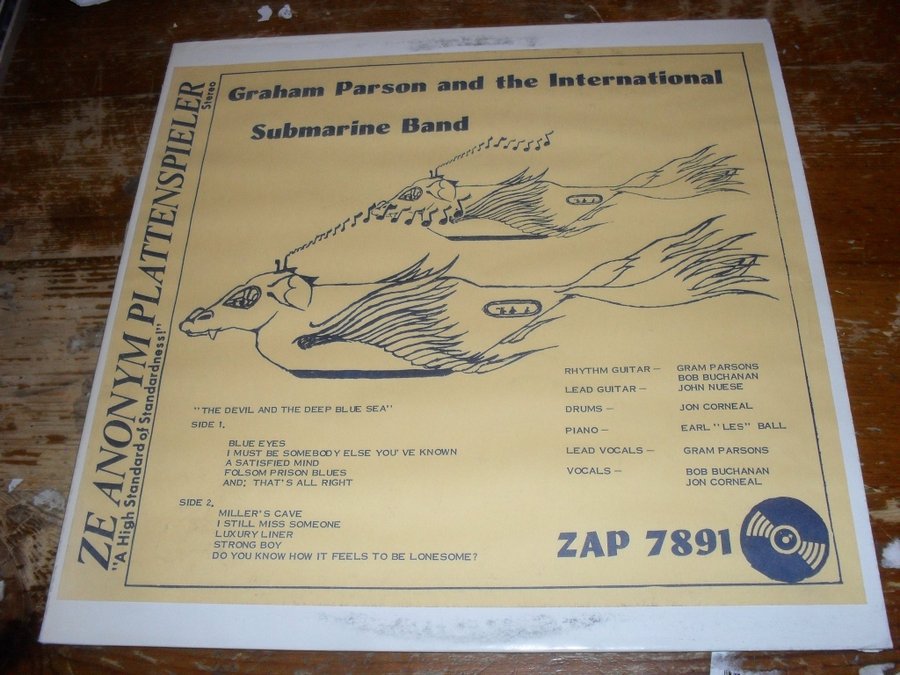 ZE ANONYM PLATTENSPIELER
Stereo
"A High Standard of Standardness!"
Graham Parson and the International
Submarine Band
"THE DEVIL AND THE DEEP BLUE SEA"
SIDE 1.
BLUE EYES
I MUST BE SOMEBODY ELSE YOU'VE KNOWN
A SATISFIED MIND
FOLSOM PRISON BLUES
AND; THAT'S ALL RIGHT
SIDE 2.
MILLER'S CAVE
I STILL MISS SOMEONE
LUXURY LINER
STRONG BOY
DO YOU KNOW HOW IT FEELS TO BE LONESOME?
RHYTHM GUITAR — GRAM PARSONS
BOB BUCHANAN
LEAD GUITAR — JOHN NUESE
DRUMS — JON CORNEAL
PIANO — EARL "LES" BALL
LEAD VOCALS — GRAM PARSONS
VOCALS — BOB BUCHANAN
JON CORNEAL
ZAP 7891